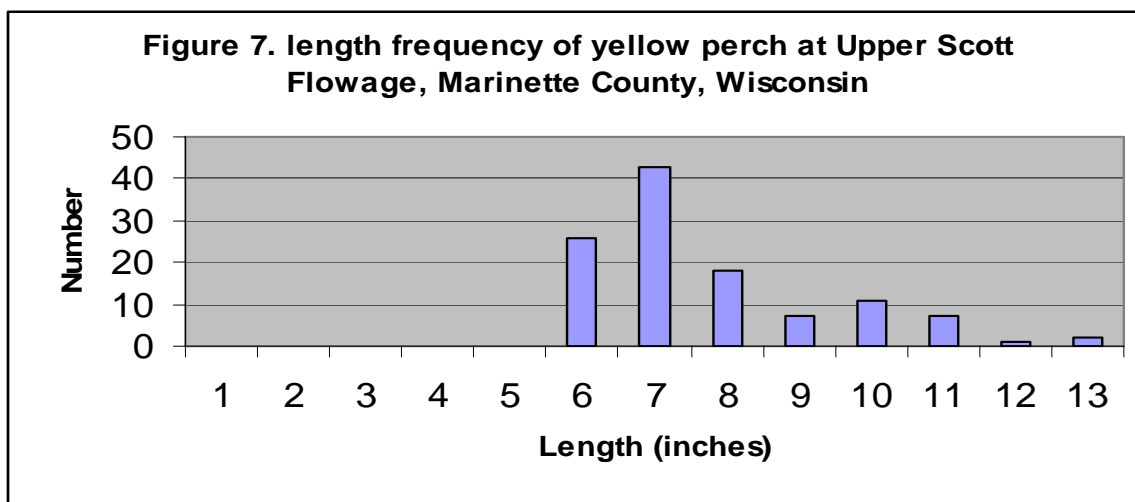 Figure 7. length frequency of yellow perch at Upper Scott
Flowage, Marinette County, Wisconsin
50
40
30
20
10
0
Number
1 2 3 4 5 6 7 8 9 10 11 12 13
Length (inches)